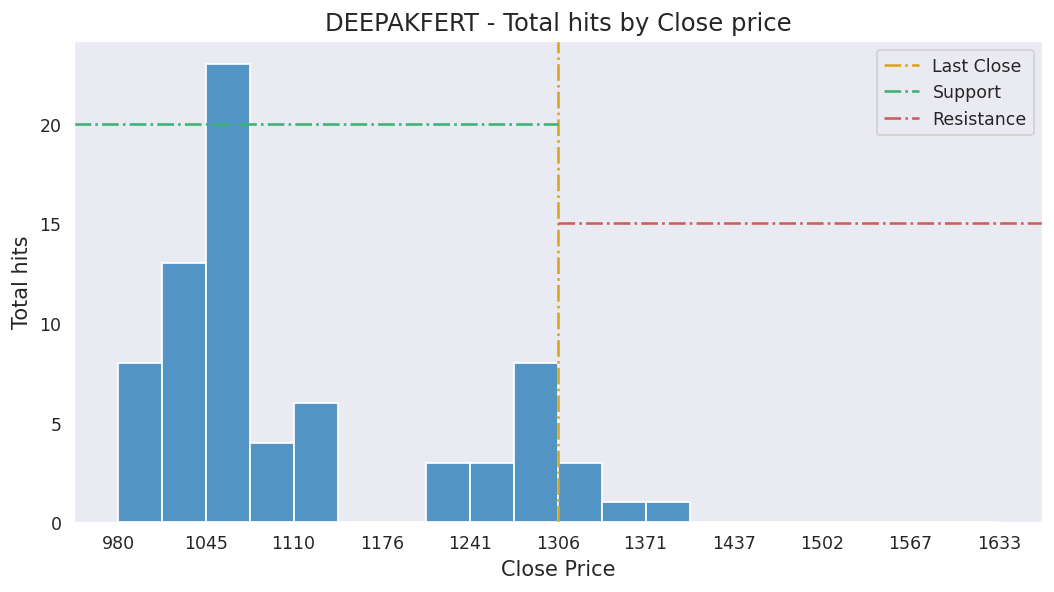 DEEPAKFERT - Total hits by Close price
Last Close
Support
Resistance
Total hits
20
15
10
5
0
980 1045 1110 1176 1241 1306 1371 1437 1502 1567 1633
Close Price